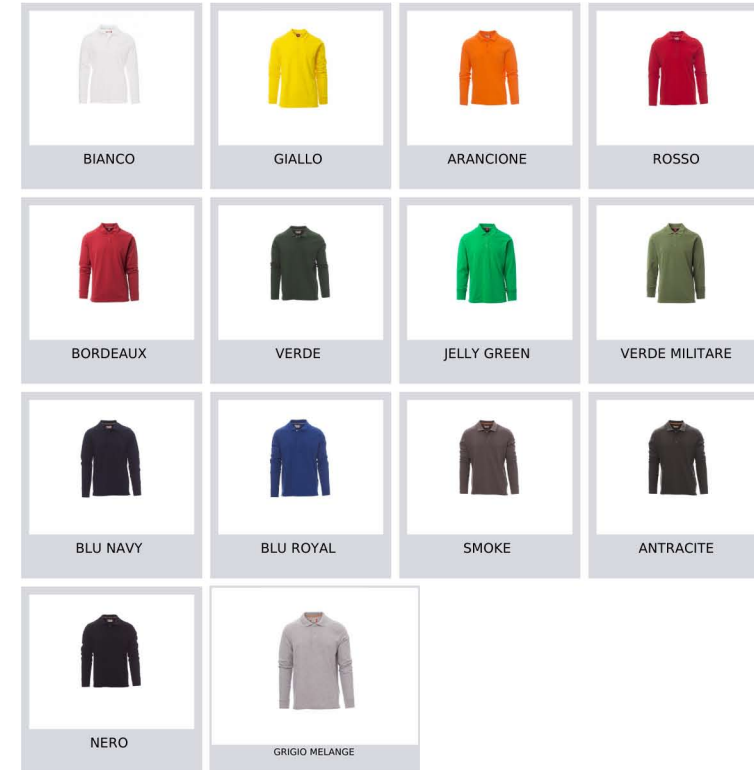 BIANCO
GIALLO
ARANCIONE
ROSSO
BORDEAUX
VERDE
JELLY GREEN
VERDE MILITARE
BLU NAVY
BLU ROYAL
SMOKE
ANTRACITE
NERO
GRIGIO MELANGE